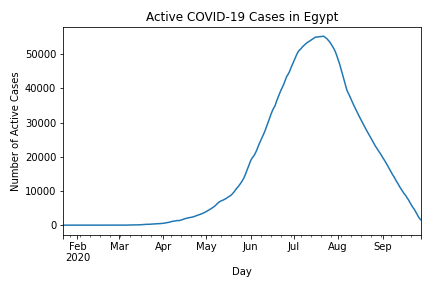 Active COVID-19 Cases in Egypt
Number of Active Cases
50000
40000
30000
20000
10000
0
Feb Mar Apr May Jun Jul Aug Sep
2020
Day